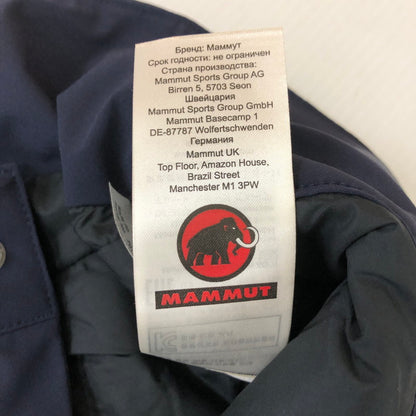 Бренд: Маммут
Срок годности: не ограничен
Страна производства:
Mammut Sports Group AG
Birren 5, 5703 Seon
Швейцария
Mammut Sports Group GmbH
Mammut Basecamp 1
DE-87787 Wolfertschwenden
Германия
Mammut UK
Top Floor, Amazon House,
Brazil Street
Manchester M1 3PW
MAMMUT